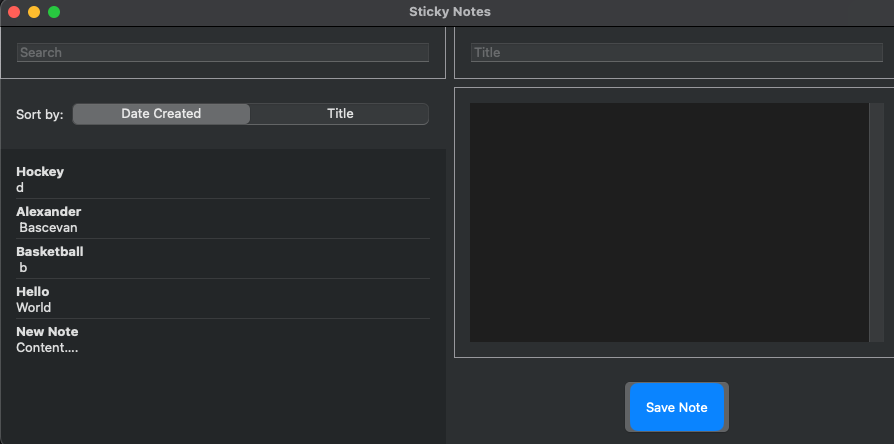 Sticky Notes
Search
Title
Sort by: Date Created Title
Hockey
d
Alexander
Bascevan
Basketball
b
Hello
World
New Note
Content....
Save Note